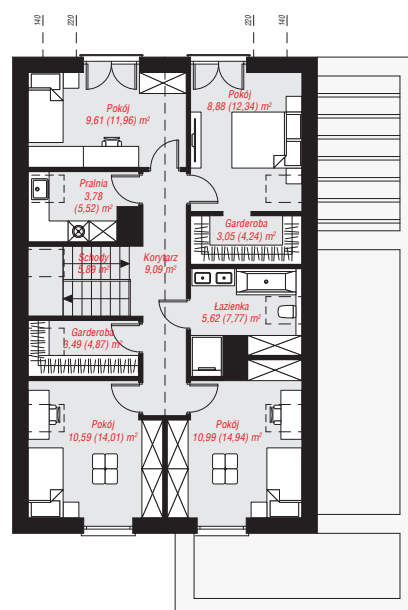 140
220
220
140
Pokój
9,61 (11,96) m²
Pokój
8,88 (12,34) m²
Pralnia
3,78
(5,52) m²
Garderoba
3,05 (4,24) m²
Schody
5,89 m²
Korytarz
9,09 m²
Łazienka
5,62 (7,77) m²
Garderoba
3,49 (4,87) m²
Pokój
10,59 (14,01) m²
Pokój
10,99 (14,94) m²